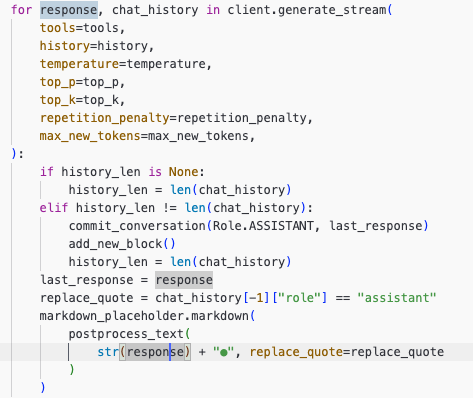 for response, chat_history in client.generate_stream(
    tools=tools,
    history=history,
    temperature=temperature,
    top_p=top_p,
    top_k=top_k,
    repetition_penalty=repetition_penalty,
    max_new_tokens=max_new_tokens,
):
    if history_len is None:
        history_len = len(chat_history)
    elif history_len != len(chat_history):
        commit_conversation(Role.ASSISTANT, last_response)
        add_new_block()
        history_len = len(chat_history)
    last_response = response
    replace_quote = chat_history[-1]["role"] == "assistant"
    markdown_placeholder.markdown(
        postprocess_text(
            str(response) + "●", replace_quote=replace_quote
        )
    )